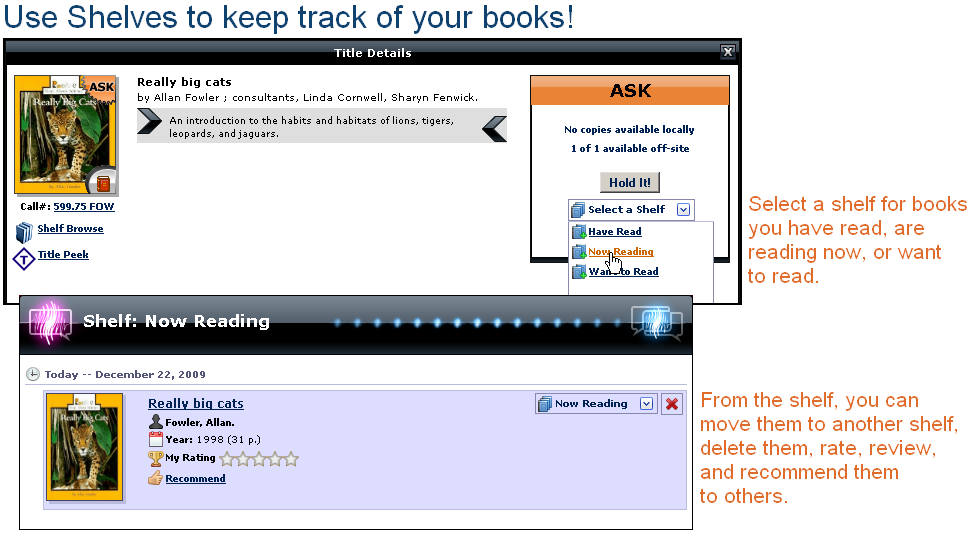 Use Shelves to keep track of your books!
Title Details
ASK
Really Big Cats
Really big cats
by Allan Fowler ; consultants, Linda Cornwell, Sharyn Fenwick.
An introduction to the habits and habitats of lions, tigers,
leopards, and jaguars.
Call#: 599.75 FOW
Shelf Browse
T
Title Peek
ASK
No copies available locally
1 of 1 available off-site
Hold It!
Select a Shelf
Have Read
Now Reading
Want to Read
Select a shelf for books
you have read, are
reading now, or want
to read.
Shelf: Now Reading
Today -- December 22, 2009
Really Big Cats
Really big cats
Fowler, Allan.
Year: 1998 (31 p.)
My Rating
Recommend
Now Reading
From the shelf, you can
move them to another shelf,
delete them, rate, review,
and recommend them
to others.